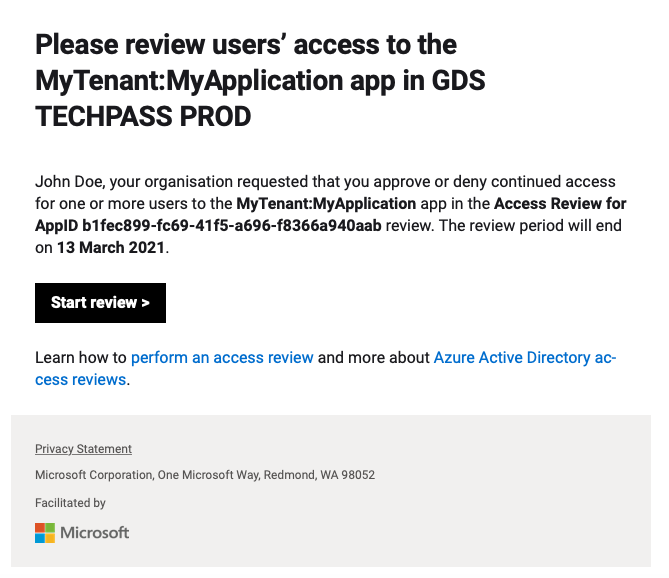 Please review users’ access to the
MyTenant:MyApplication app in GDS
TECHPASS PROD
John Doe, your organisation requested that you approve or deny continued access
for one or more users to the MyTenant:MyApplication app in the Access Review for
AppID b1fec899-fc69-41f5-a696-f8366a940aab review. The review period will end
on 13 March 2021.
Start review >
Learn how to perform an access review and more about Azure Active Directory ac-
cess reviews.
Privacy Statement
Microsoft Corporation, One Microsoft Way, Redmond, WA 98052
Facilitated by
Microsoft